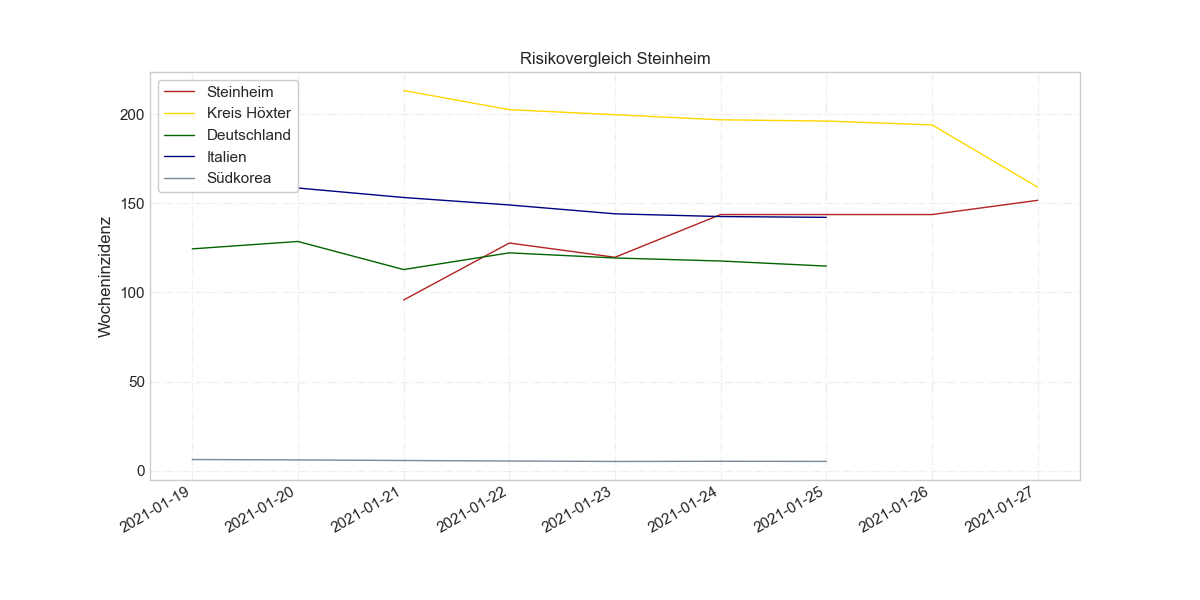 Risikovergleich Steinheim
Steinheim
Kreis Höxter
Deutschland
Italien
Südkorea
Wocheninzidenz
200
150
100
50
0
2021-01-19
2021-01-20
2021-01-21
2021-01-22
2021-01-23
2021-01-24
2021-01-25
2021-01-26
2021-01-27